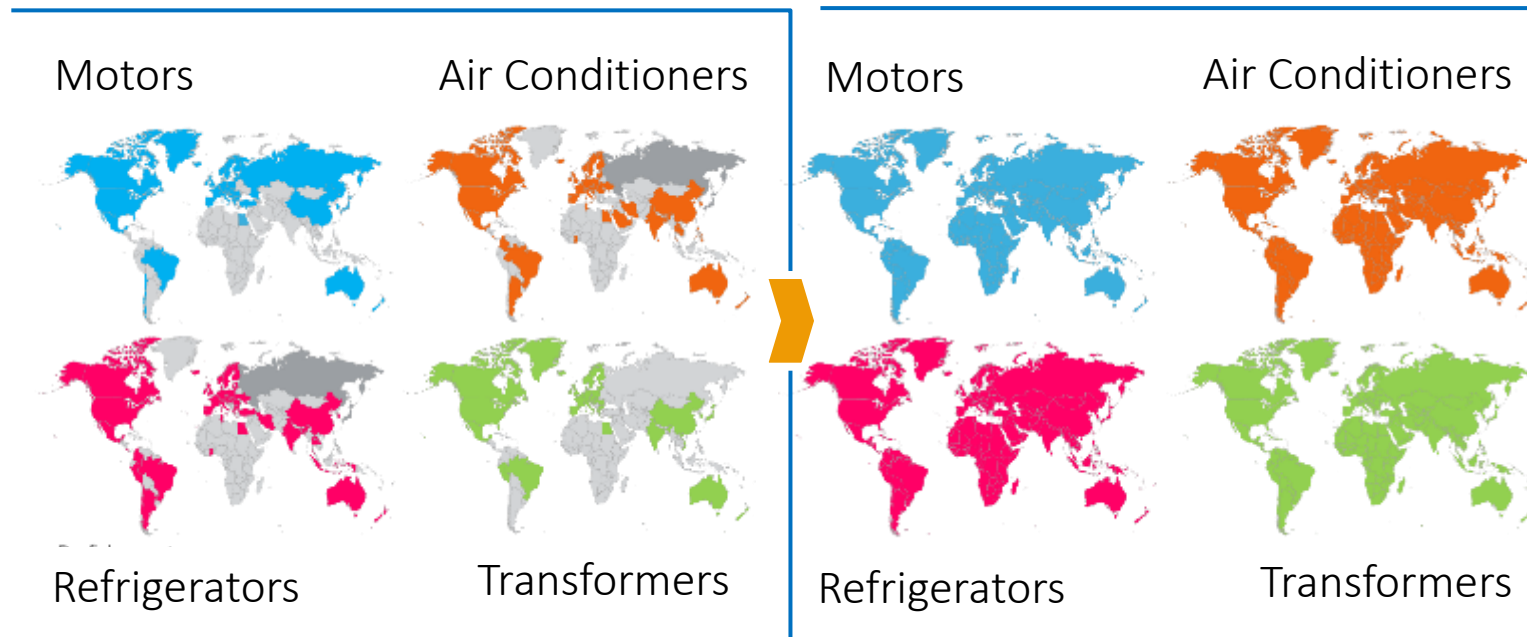 Motors
Air Conditioners
Refrigerators
Transformers
Motors
Air Conditioners
Refrigerators
Transformers